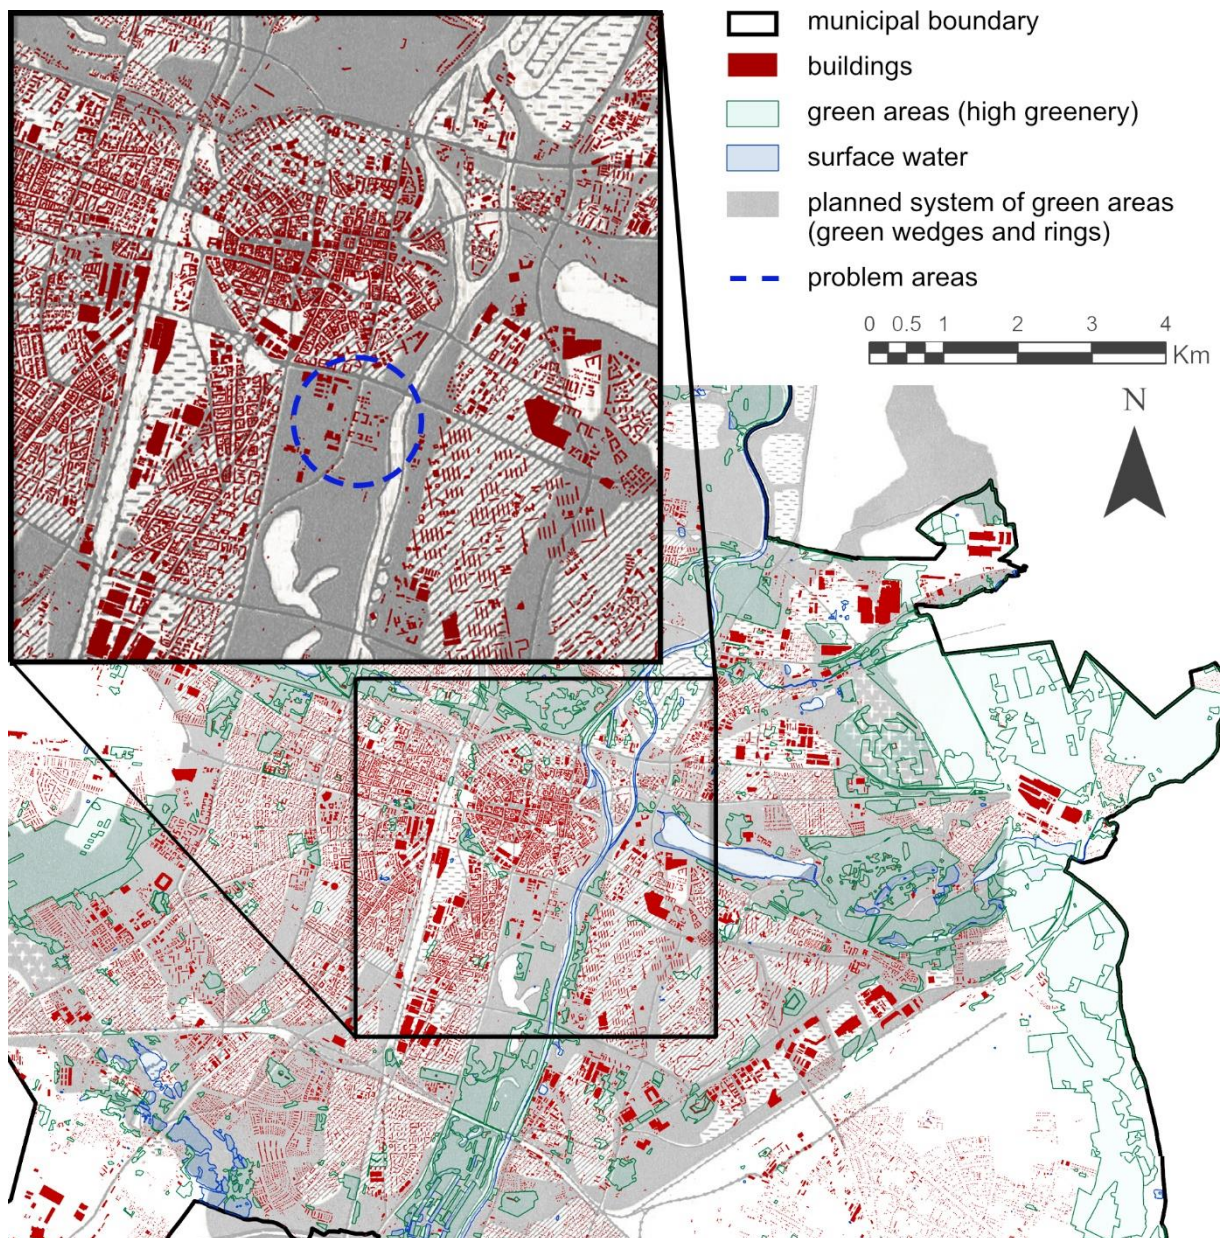 municipal boundary
buildings
green areas (high greenery)
surface water
planned system of green areas
(green wedges and rings)
problem areas
0 0.5 1 2 3 4
Km
N